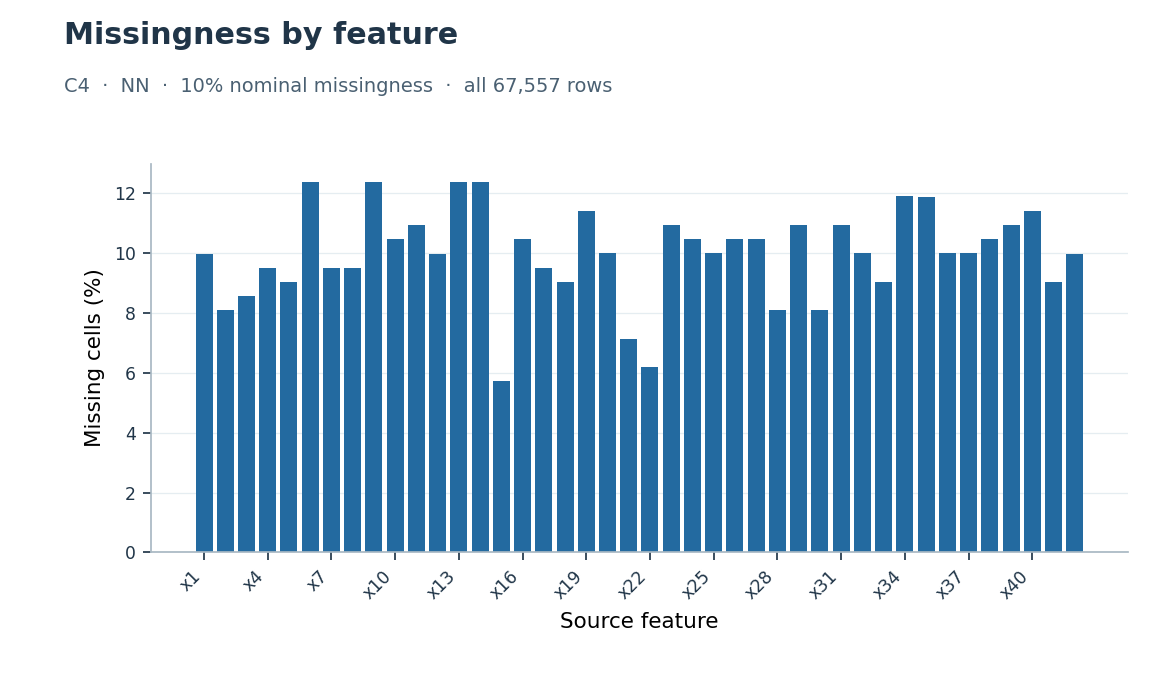 Missingness by feature
C4 · NN · 10% nominal missingness · all 67,557 rows
12
10
8
6
4
2
0
Missing cells (%)
x1 x4 x7 x10 x13 x16 x19 x22 x25 x28 x31 x34 x37 x40
Source feature